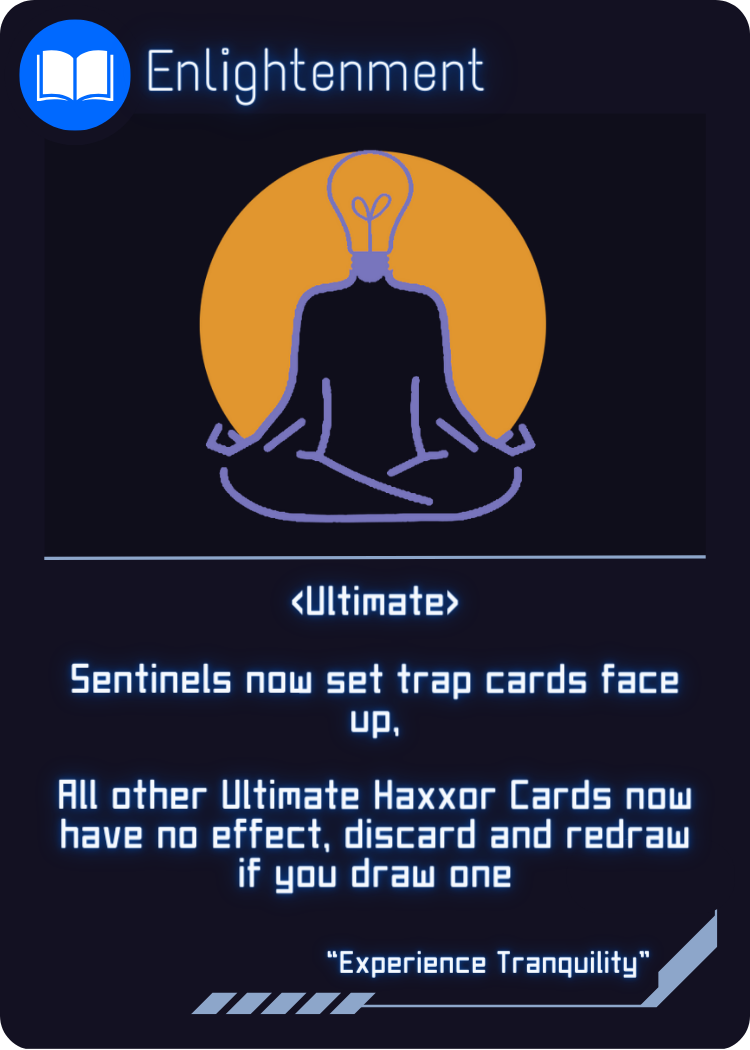 Enlightenment
<Ultimate>
Sentinels now set trap cards face
up,
All other Ultimate Haxxor Cards now
have no effect, discard and redraw
if you draw one
“Experience Tranquility”